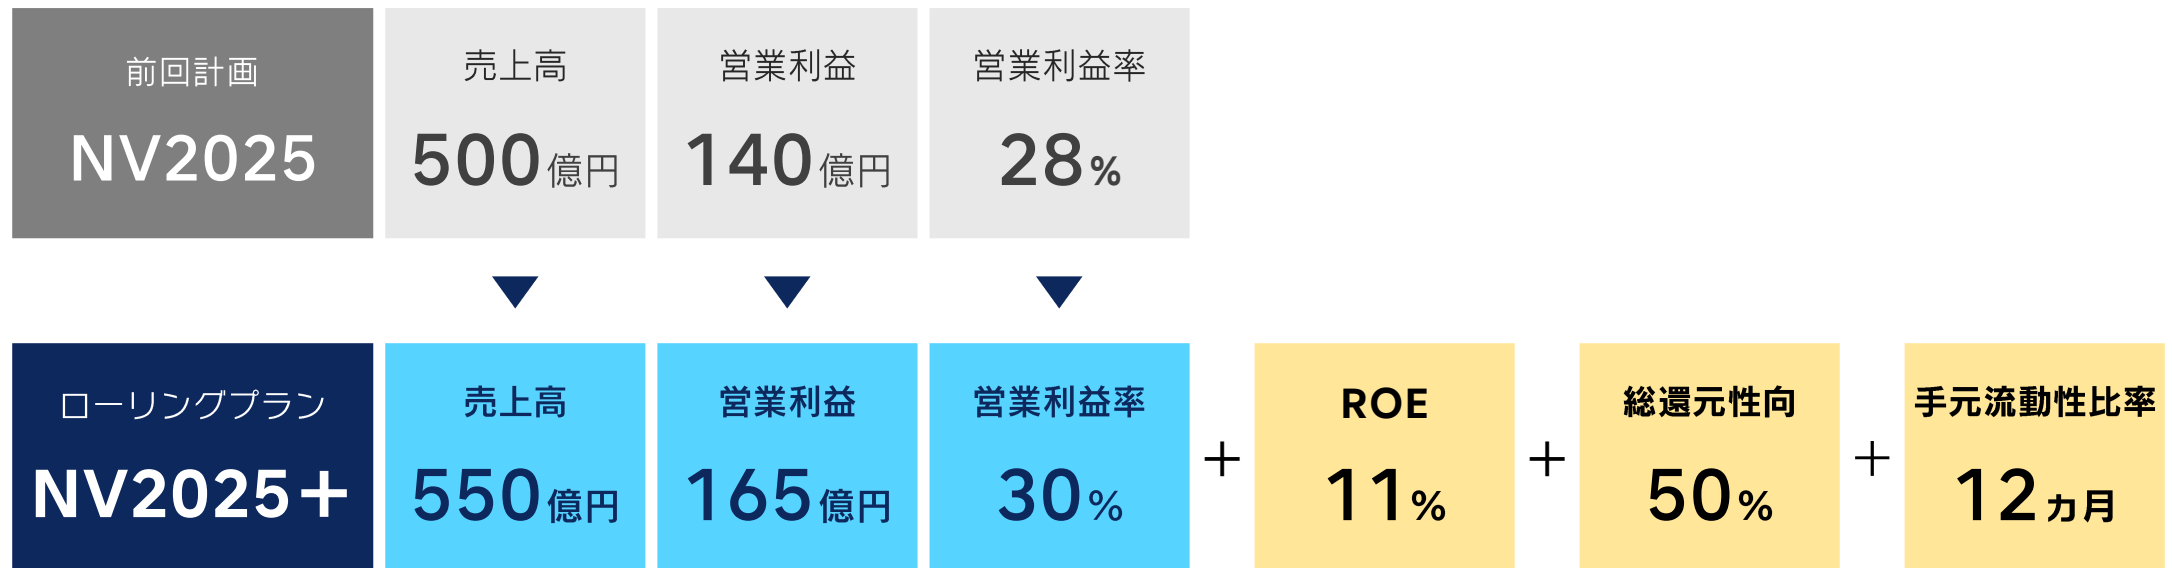 前回計画
NV2025
売上高
500億円
営業利益
140億円
営業利益率
28%
ローリングプラン
NV2025+
売上高
550億円
営業利益
165億円
営業利益率
30%
+
ROE
11%
+
総還元性向
50%
+
手元流動性比率
12ヵ月